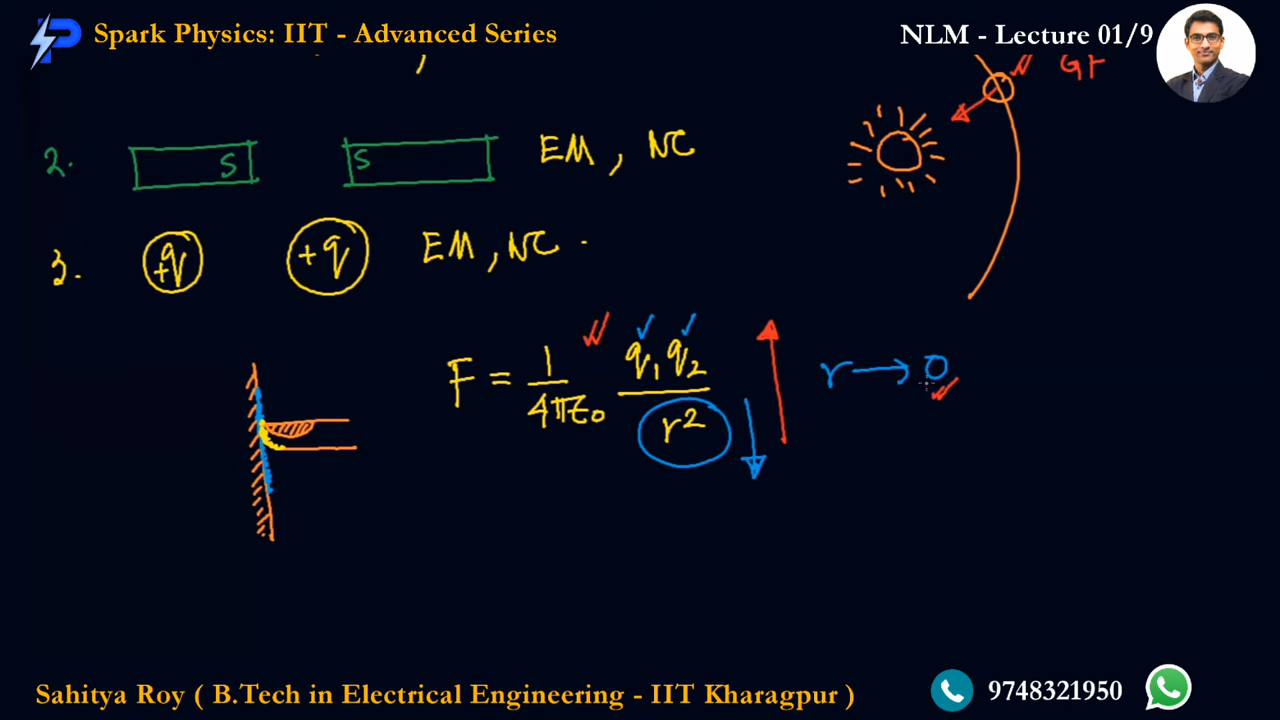 Spark Physics: IIT - Advanced Series
NLM - Lecture 01/9
2. S S EM, NC
3. +q +q EM, NC.
F = 1/4πε₀ q₁q₂/r²
r → 0
Sahitya Roy ( B.Tech in Electrical Engineering - IIT Kharagpur )
9748321950